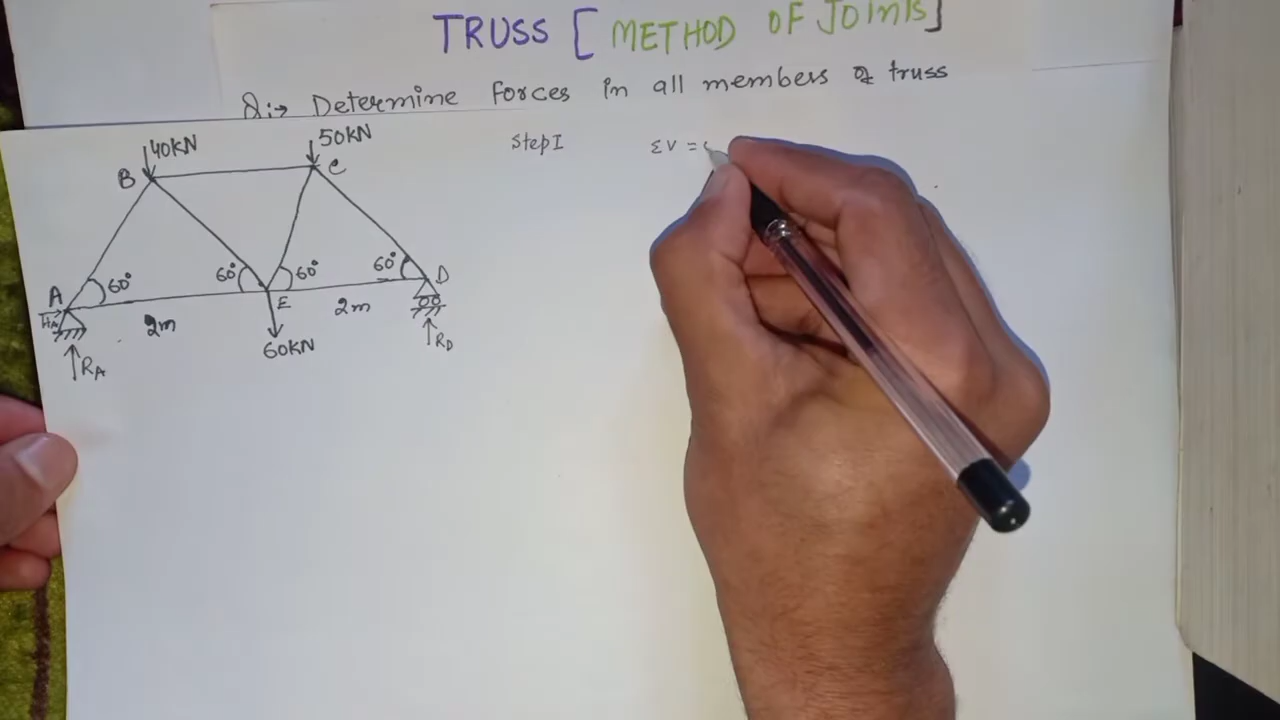 TRUSS [ METHOD OF JOINTS ]
Q:→ Determine forces in all members of truss
40KN
50KN
Step I ΣV =
B
C
60°
60°
60°
60°
A
E
D
HA
2m
2m
60KN
RA
RD